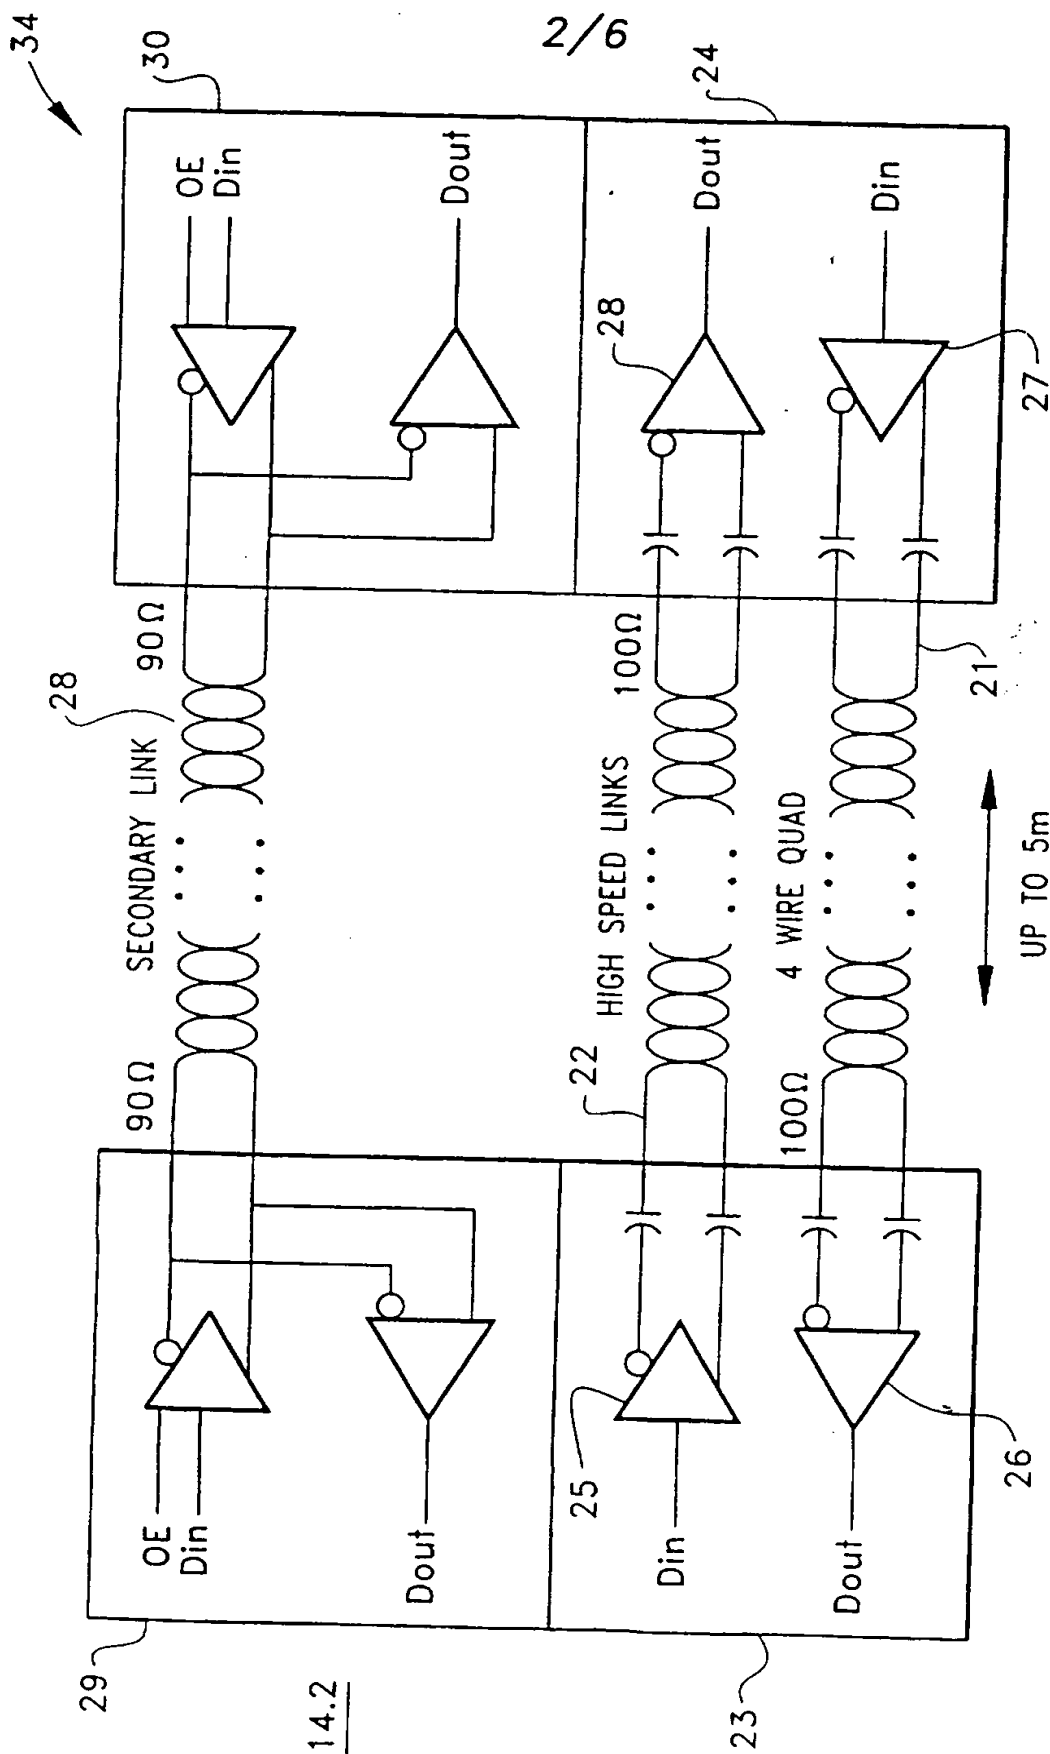 2/6
34
29
OE
Din
Dout
90Ω
SECONDARY LINK
28
90Ω
30
OE
Din
Dout
23
25
Din
Dout
26
22
HIGH SPEED LINKS
100Ω
100Ω
4 WIRE QUAD
21
UP TO 5m
24
28
Dout
Din
27
14.2